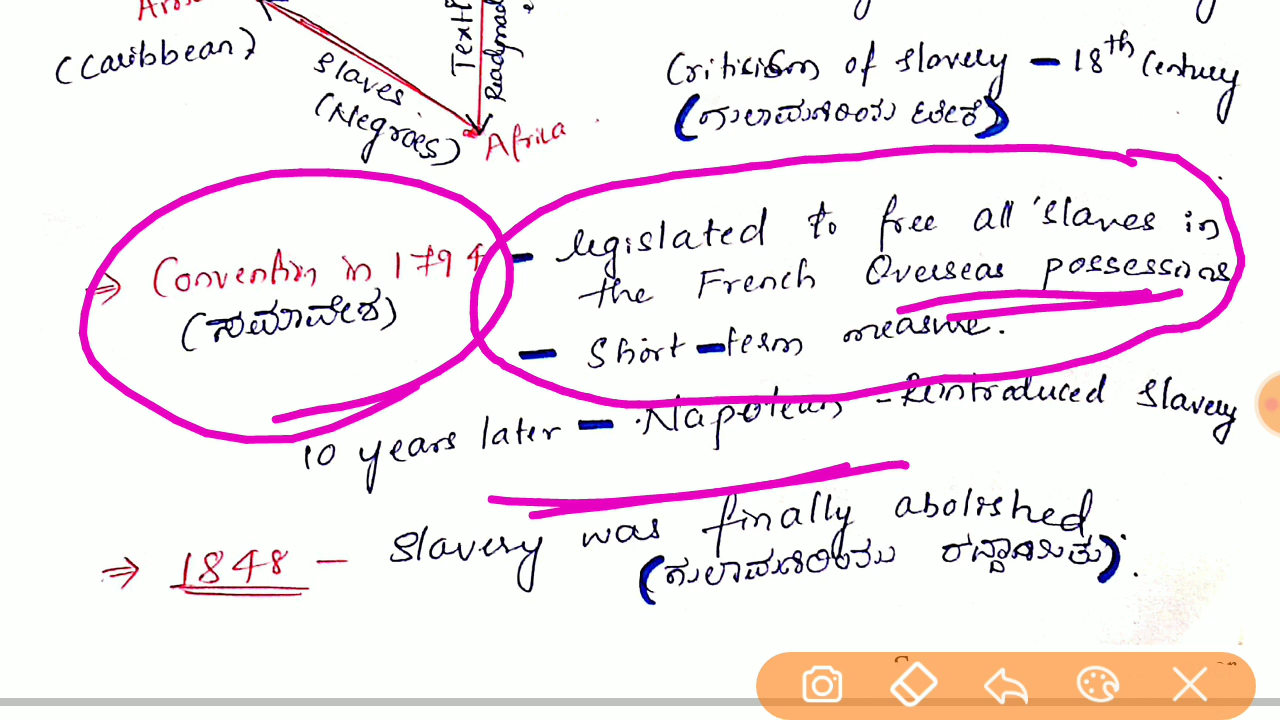 (Caribbean)
Slaves
(Negroes)
Africa
Criticism of slavery - 18th Century
⇒ Convention in 1794
(ಸಮಾವೇಶ)
- legislated to free all slaves in
the French Overseas possessions
- Short-term measure.
10 years later - Napoleon - Reintroduced slavery
⇒ 1848 - Slavery was finally abolished